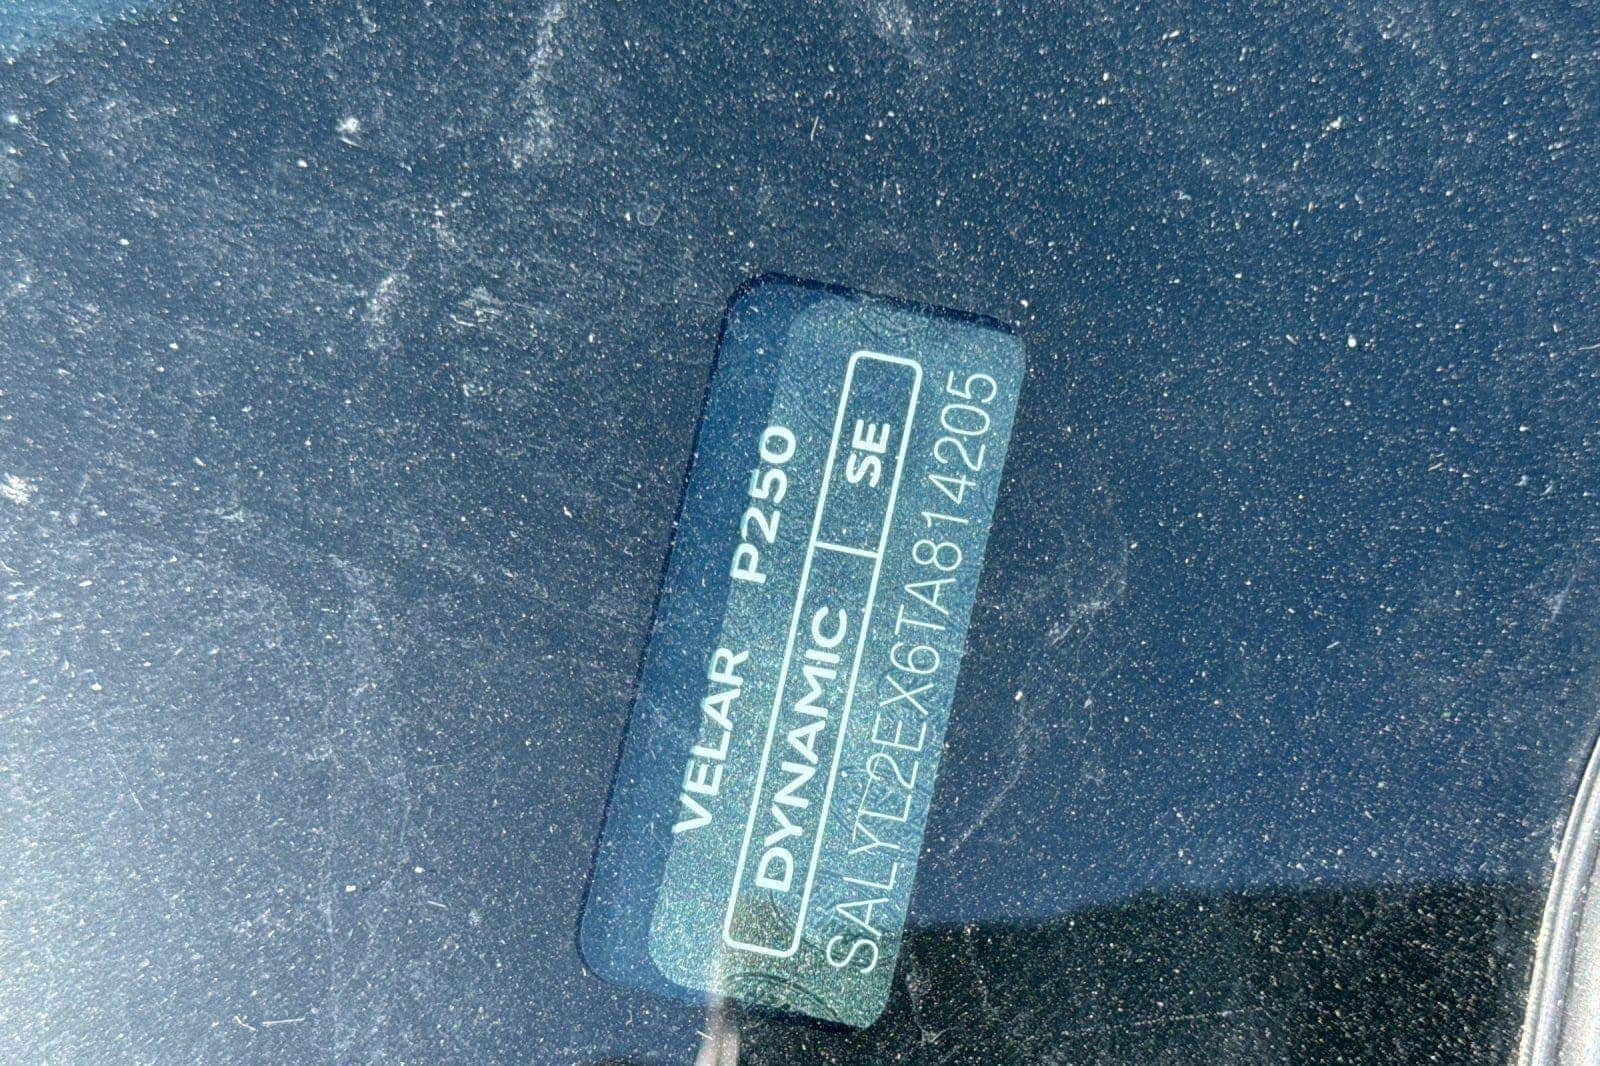 VELAR P250
DYNAMIC SE
SALYL2EX6TA814205